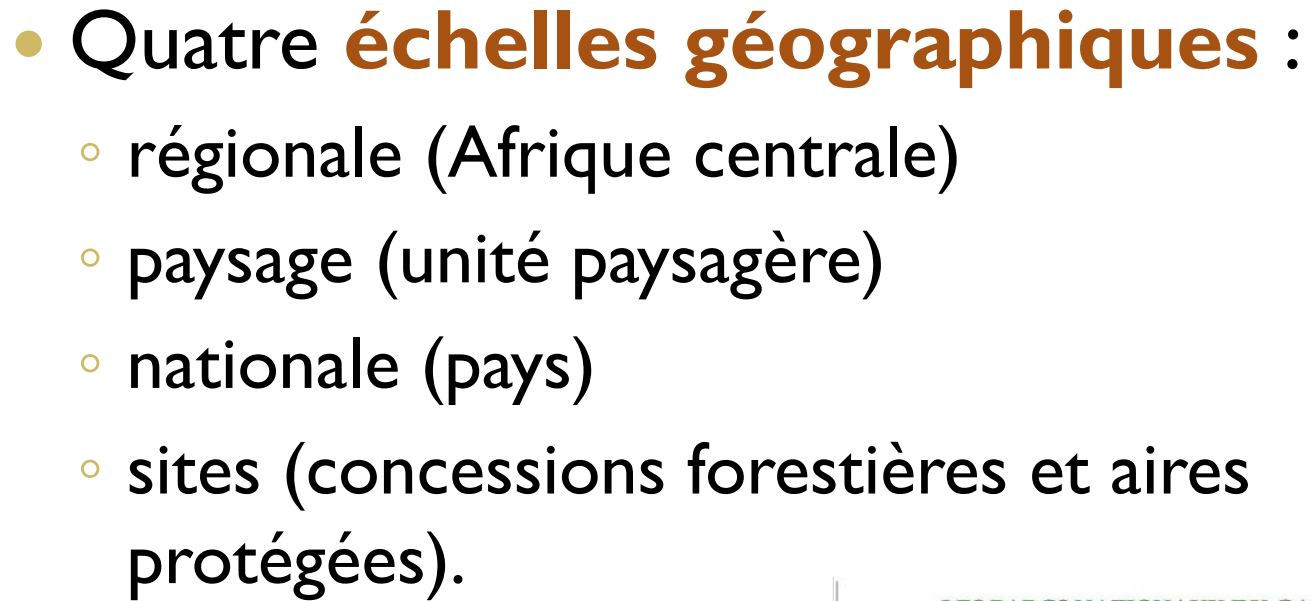 • Quatre échelles géographiques :
◦ régionale (Afrique centrale)
◦ paysage (unité paysagère)
◦ nationale (pays)
◦ sites (concessions forestières et aires
protégées).